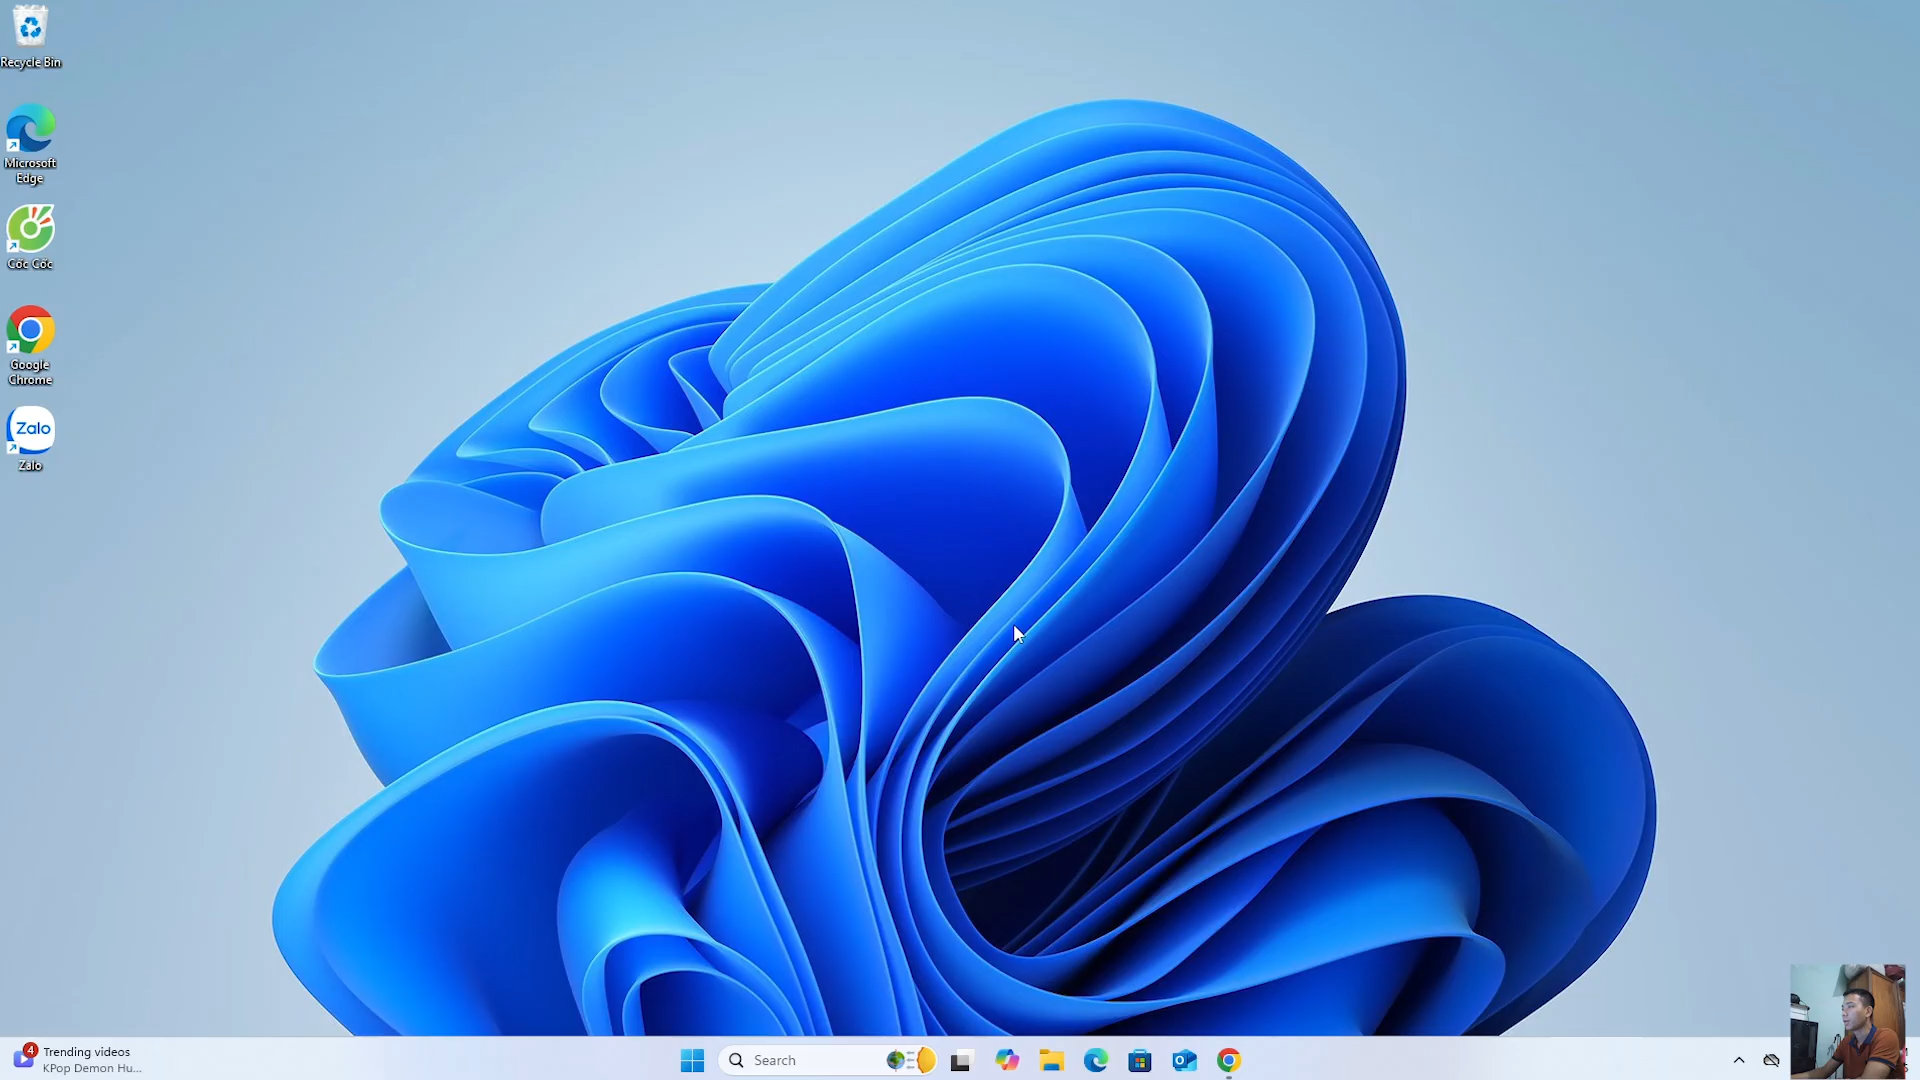 Recycle Bin
Microsoft
Edge
Cốc Cốc
Google
Chrome
Zalo
Zalo
4
Trending videos
KPop Demon Hu...
Search